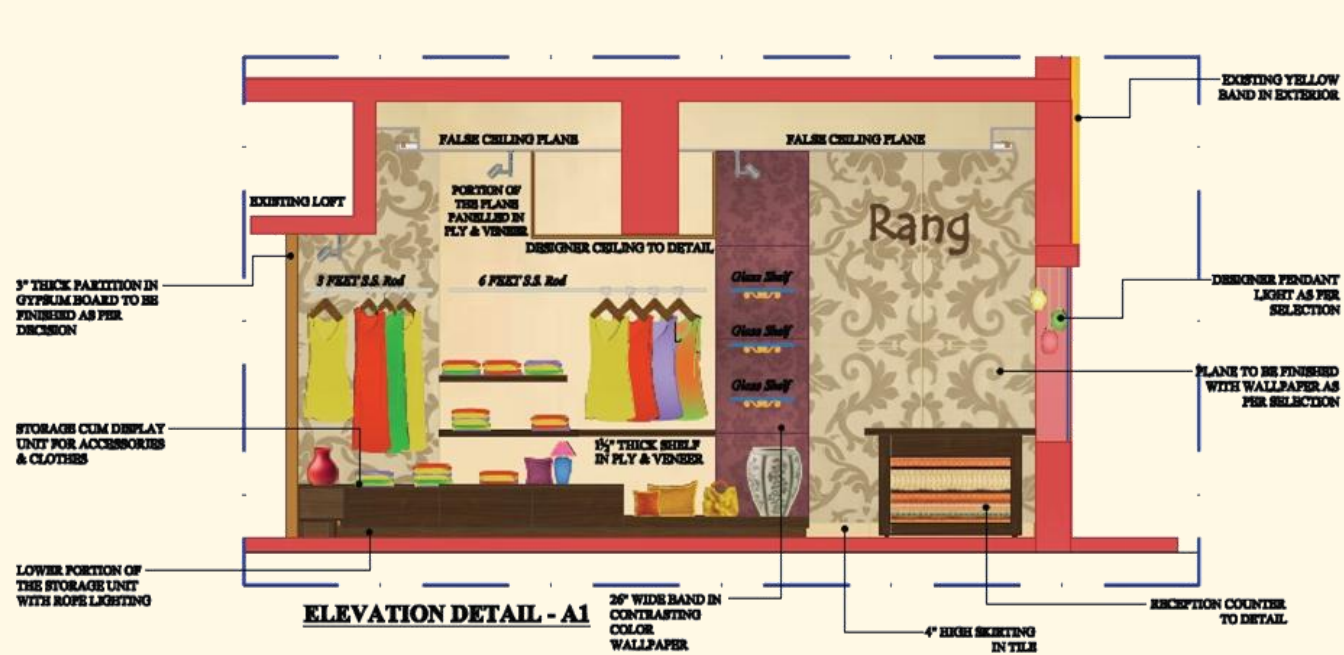 EXISTING YELLOW
BAND IN EXTERIOR
FALSE CEILING PLANE
FALSE CEILING PLANE
PORTION OF
THE PLANE
PANELLED IN
PLY & VENEER
EXISTING LOFT
Rang
DESIGNER CEILING TO DETAIL
3" THICK PARTITION IN
GYPSUM BOARD TO BE
FINISHED AS PER
DECISION
3 FEET S.S. Rod
6 FEET S.S. Rod
Glass Shelf
Glass Shelf
Glass Shelf
DESIGNER PENDANT
LIGHT AS PER
SELECTION
PLANE TO BE FINISHED
WITH WALLPAPER AS
PER SELECTION
STORAGE CUM DISPLAY
UNIT FOR ACCESSORIES
& CLOTHES
1½" THICK SHELF
IN PLY & VENEER
LOWER PORTION OF
THE STORAGE UNIT
WITH ROPE LIGHTING
ELEVATION DETAIL - A1
26" WIDE BAND IN
CONTRASTING
COLOR
WALLPAPER
4" HIGH SKIRTING
IN TILE
RECEPTION COUNTER
TO DETAIL